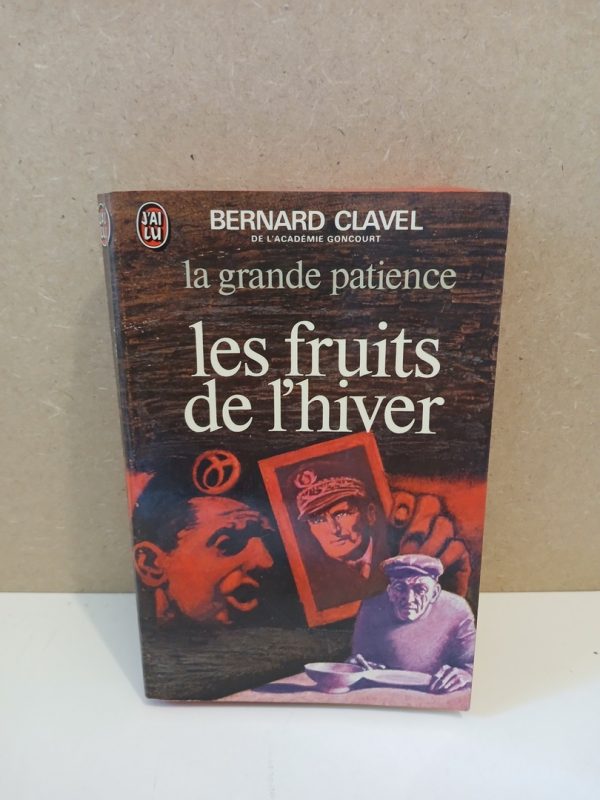 J'AI
LU
BERNARD CLAVEL
DE L'ACADÉMIE GONCOURT
la grande patience
les fruits
de l'hiver